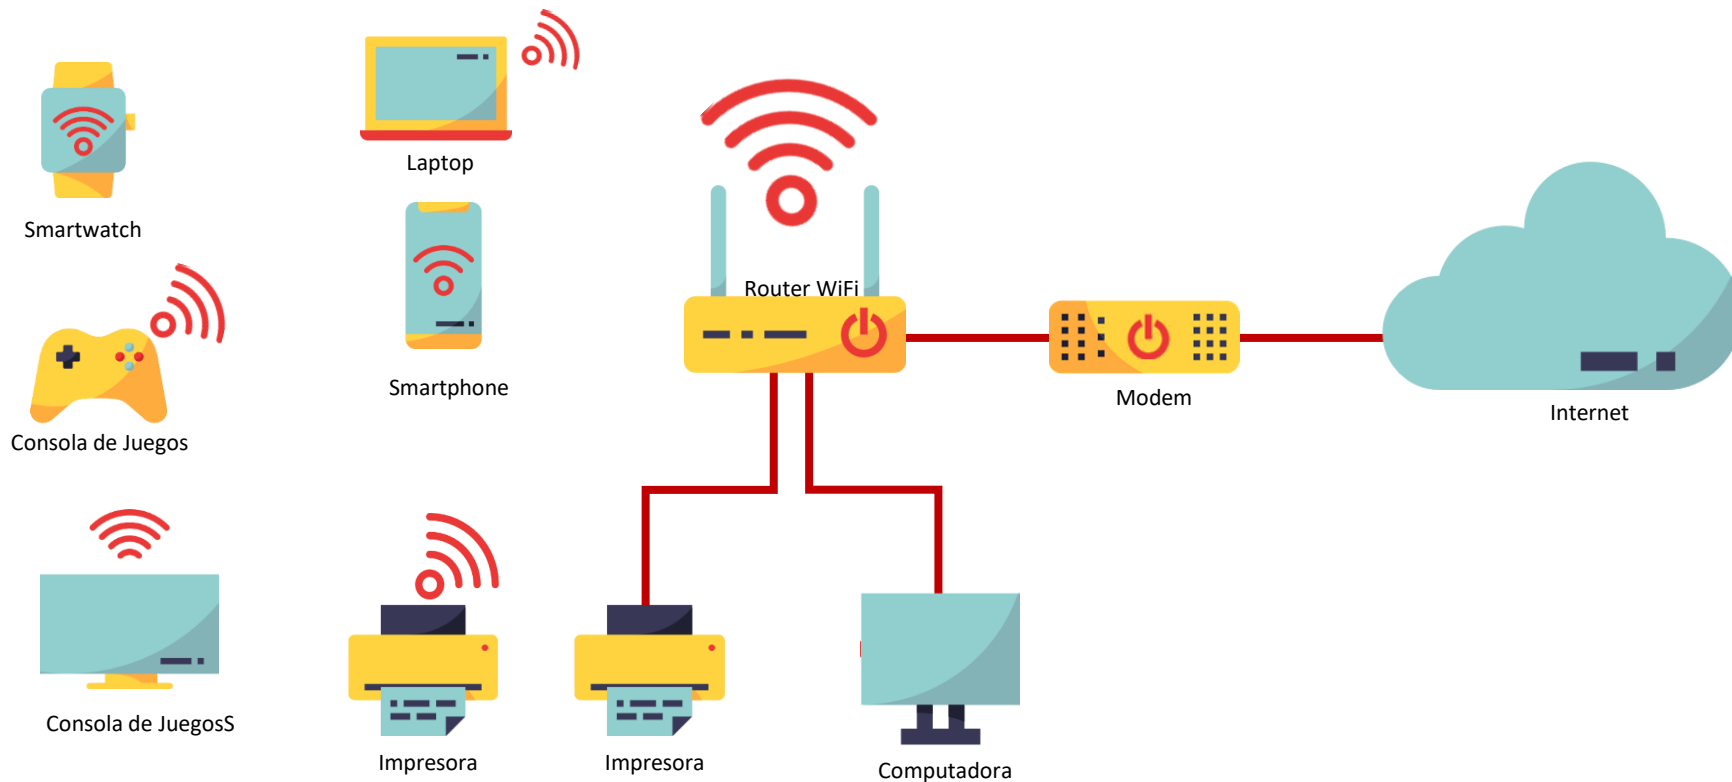 Laptop
Smartwatch
Router WiFi
Smartphone
Modem
Internet
Consola de Juegos
Consola de JuegosS
Impresora
Impresora
Computadora